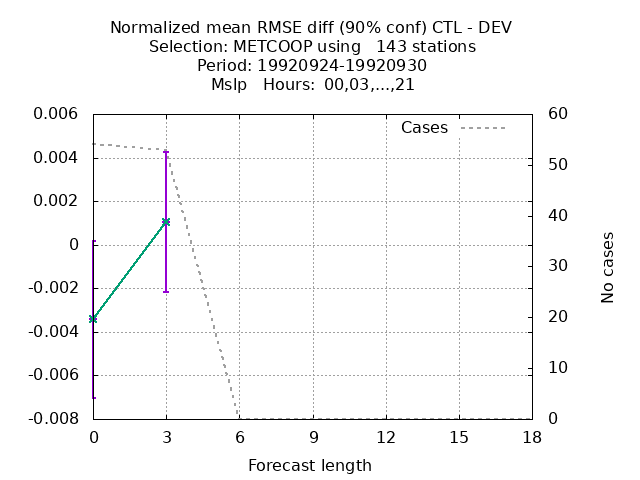 Normalized mean RMSE diff (90% conf) CTL - DEV
Selection: METCOOP using   143 stations
Period: 19920924-19920930
Mslp   Hours: 00,03,...,21
Cases
0.006
0.004
0.002
0
-0.002
-0.004
-0.006
-0.008
60
50
40
30
20
10
0
No cases
0 3 6 9 12 15 18
Forecast length